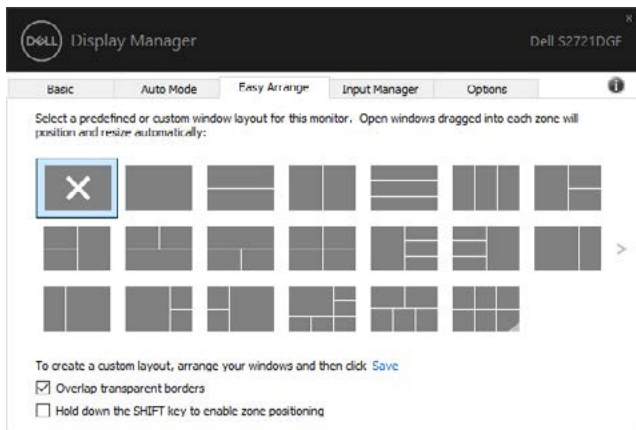 DELL Display Manager
Dell S2721DGF
Basic Auto Mode Easy Arrange Input Manager Options
Select a predefined or custom window layout for this monitor. Open windows dragged into each zone will
position and resize automatically:
To create a custom layout, arrange your windows and then click Save
Overlap transparent borders
Hold down the SHIFT key to enable zone positioning